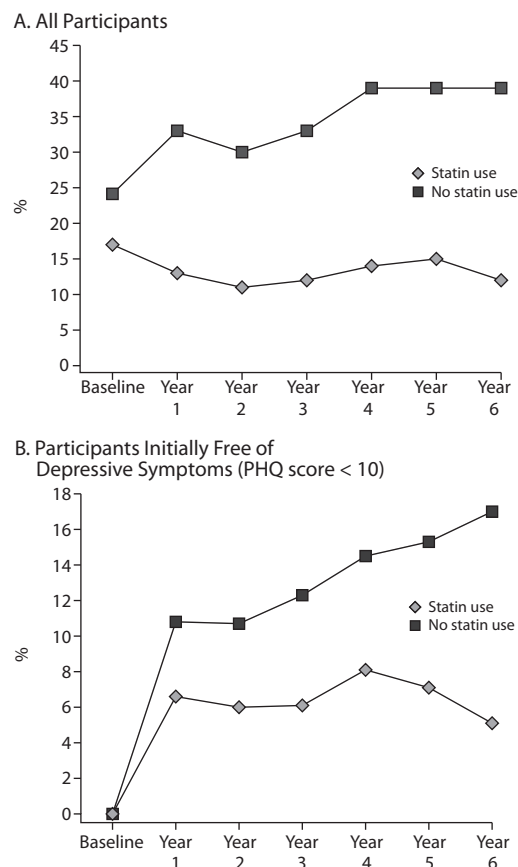 A. All Participants
45
40
35
30
25
20
15
10
5
0
%
Statin use
No statin use
Baseline Year 1 Year 2 Year 3 Year 4 Year 5 Year 6
B. Participants Initially Free of
Depressive Symptoms (PHQ score < 10)
18
16
14
12
10
8
6
4
2
0
%
Statin use
No statin use
Baseline Year 1 Year 2 Year 3 Year 4 Year 5 Year 6